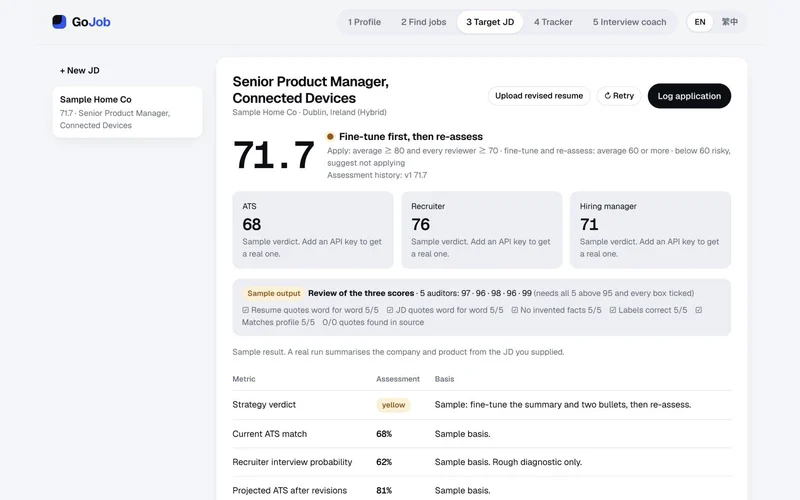 GoJob
1 Profile
2 Find jobs
3 Target JD
4 Tracker
5 Interview coach
EN
繁中
+ New JD
Sample Home Co
71.7 · Senior Product Manager,
Connected Devices
Senior Product Manager,
Connected Devices
Sample Home Co · Dublin, Ireland (Hybrid)
Upload revised resume
Retry
Log application
71.7
Fine-tune first, then re-assess
Apply: average ≥ 80 and every reviewer ≥ 70 · fine-tune and re-assess: average 60 or more · below 60 risky,
suggest not applying
Assessment history: v1 71.7
ATS
68
Sample verdict. Add an API key to get
a real one.
Recruiter
76
Sample verdict. Add an API key to get
a real one.
Hiring manager
71
Sample verdict. Add an API key to get
a real one.
Sample output Review of the three scores · 5 auditors: 97 · 96 · 98 · 96 · 99 (needs all 5 above 95 and every box ticked)
☑ Resume quotes word for word 5/5 ☑ JD quotes word for word 5/5 ☑ No invented facts 5/5 ☑ Labels correct 5/5 ☑
Matches profile 5/5 0/0 quotes found in source
Sample result. A real run summarises the company and product from the JD you supplied.
Metric Assessment Basis
Strategy verdict yellow Sample: fine-tune the summary and two bullets, then re-assess.
Current ATS match 68% Sample basis.
Recruiter interview probability 62% Sample basis. Rough diagnostic only.
Projected ATS after revisions 81% Sample basis.